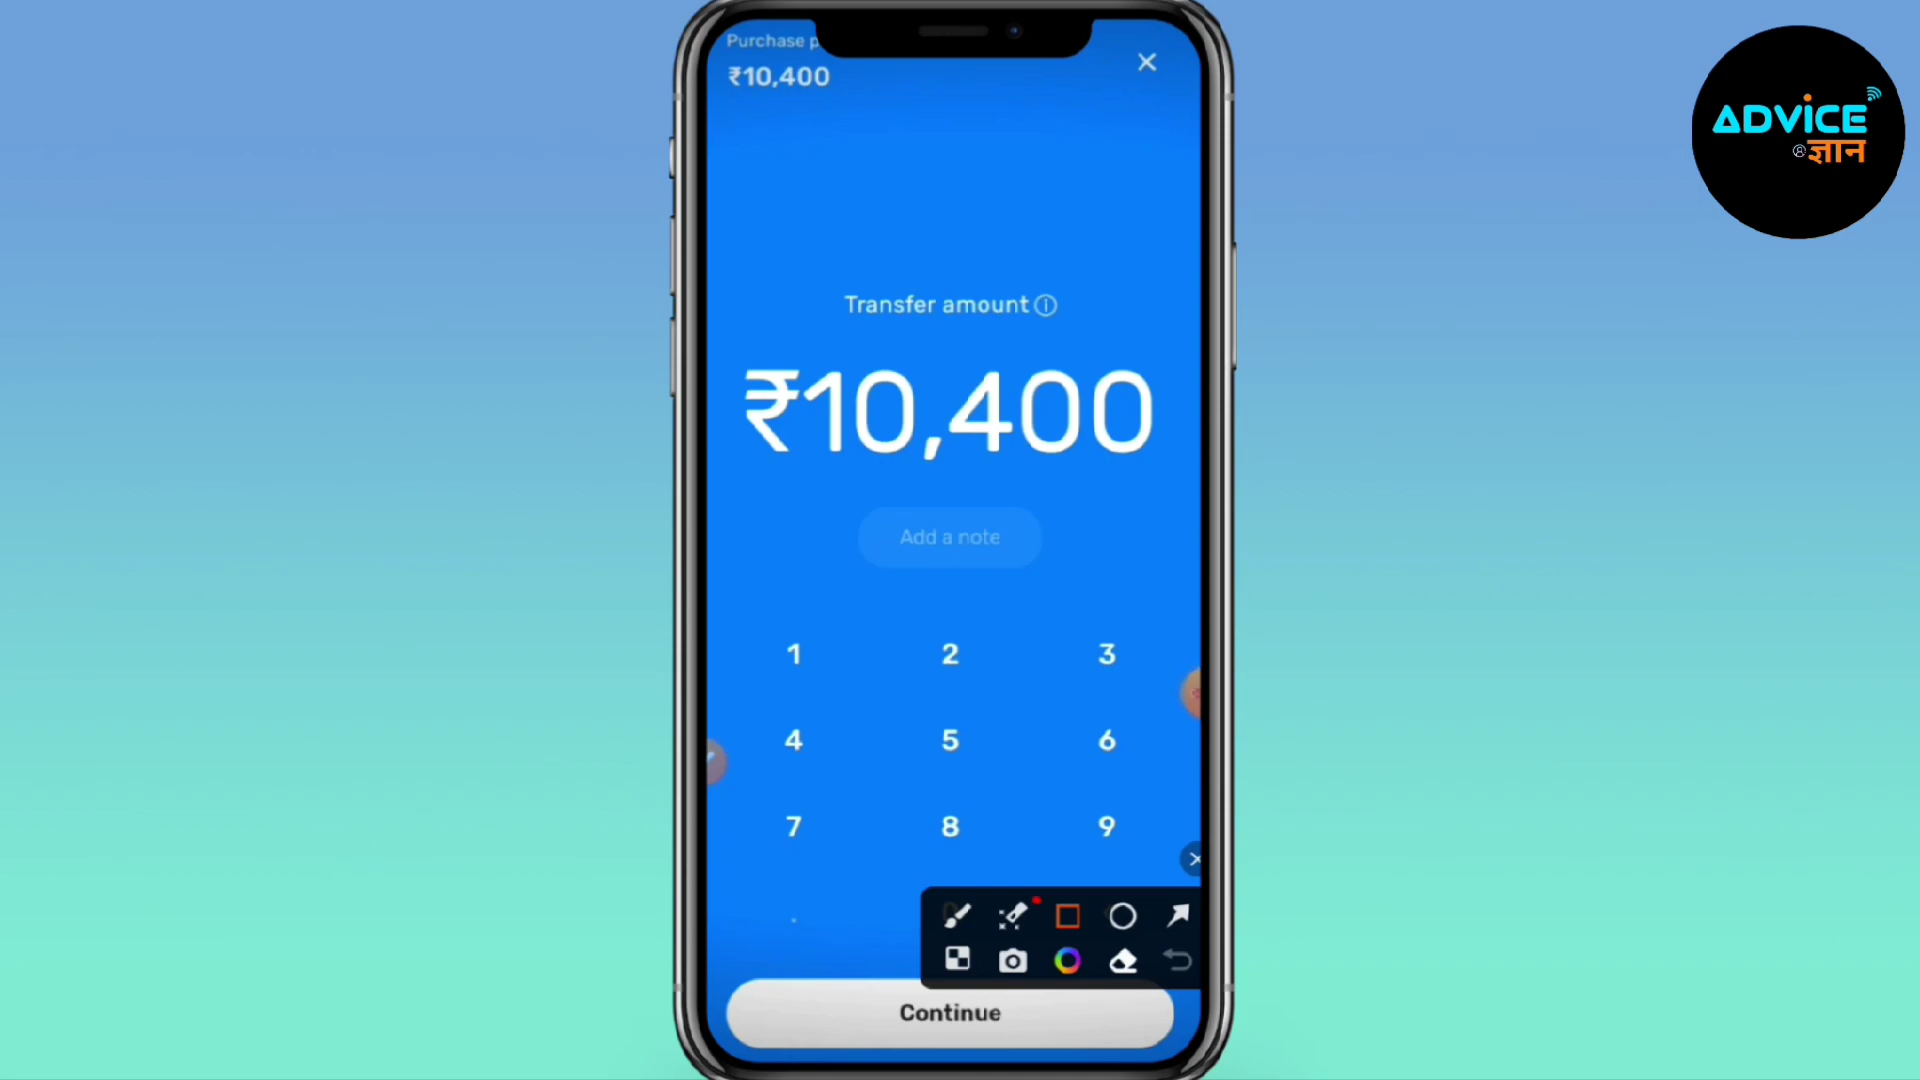 Purchase p
₹10,400
ADVICE
ज्ञान
Transfer amount
₹10,400
Add a note
1 2 3
4 5 6
7 8 9
.
Continue